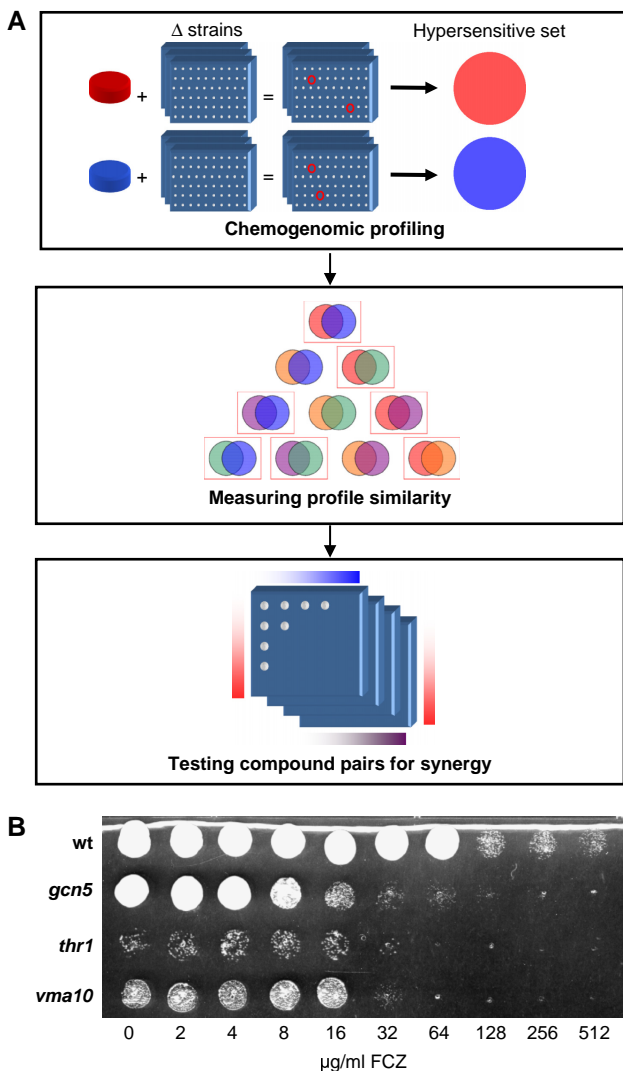 A
Δ strains
Hypersensitive set
+
=
+
=
Chemogenomic profiling
Measuring profile similarity
Testing compound pairs for synergy
B
wt
gcn5
thr1
vma10
0 2 4 8 16 32 64 128 256 512
µg/ml FCZ